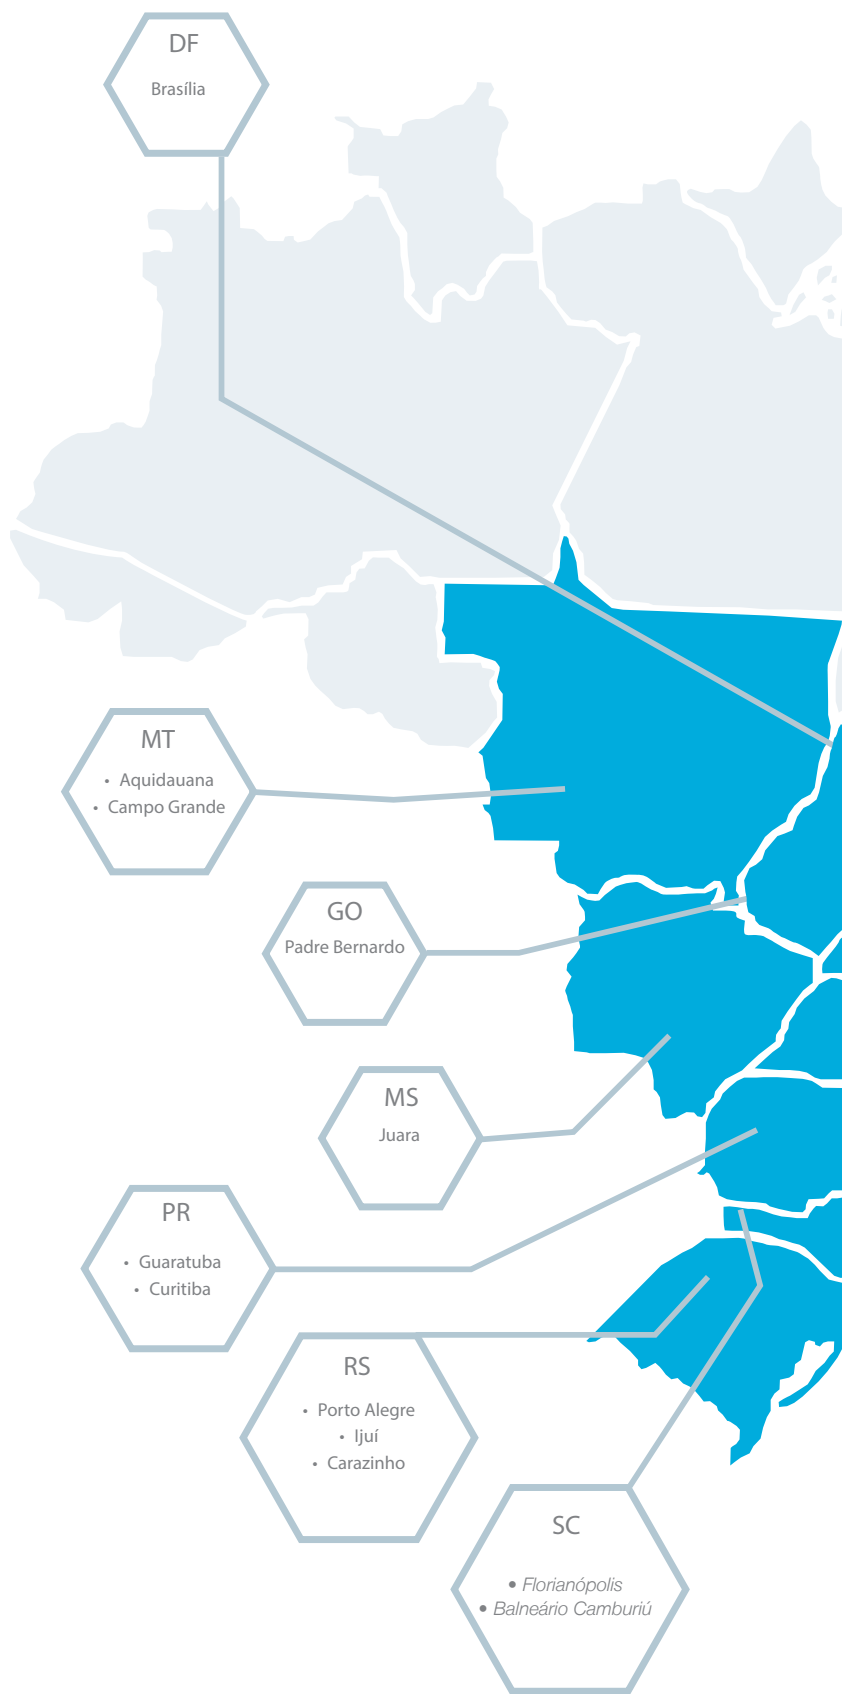 DF
Brasília
MT
• Aquidauana
• Campo Grande
GO
Padre Bernardo
MS
Juara
PR
• Guaratuba
• Curitiba
RS
• Porto Alegre
• Ijuí
• Carazinho
SC
• Florianópolis
• Balneário Camburiú